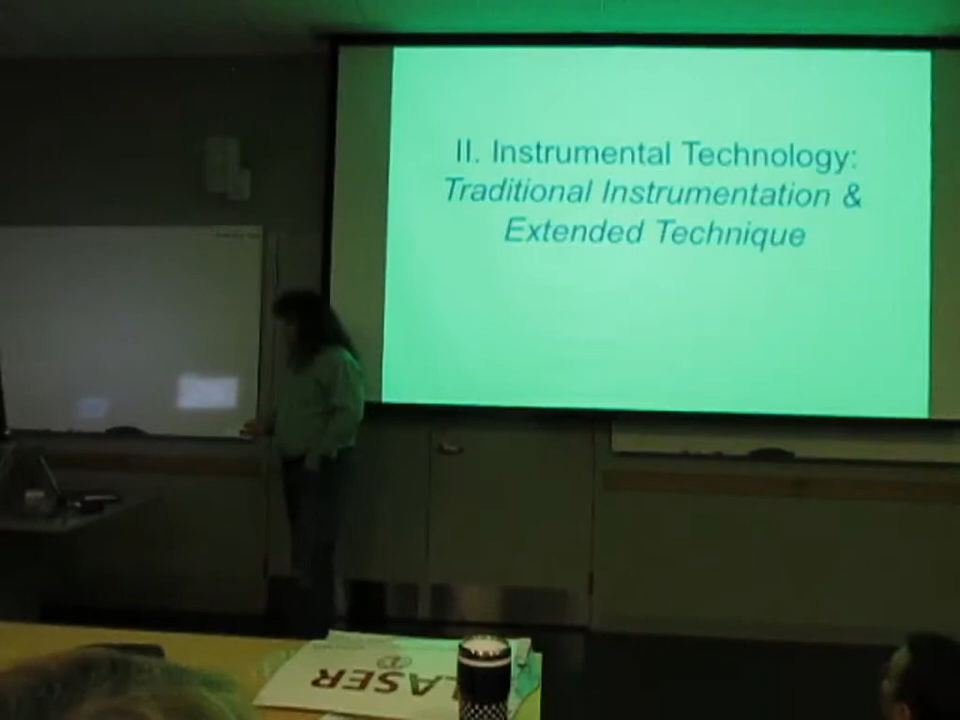 II. Instrumental Technology:
Traditional Instrumentation &
Extended Technique
LASER